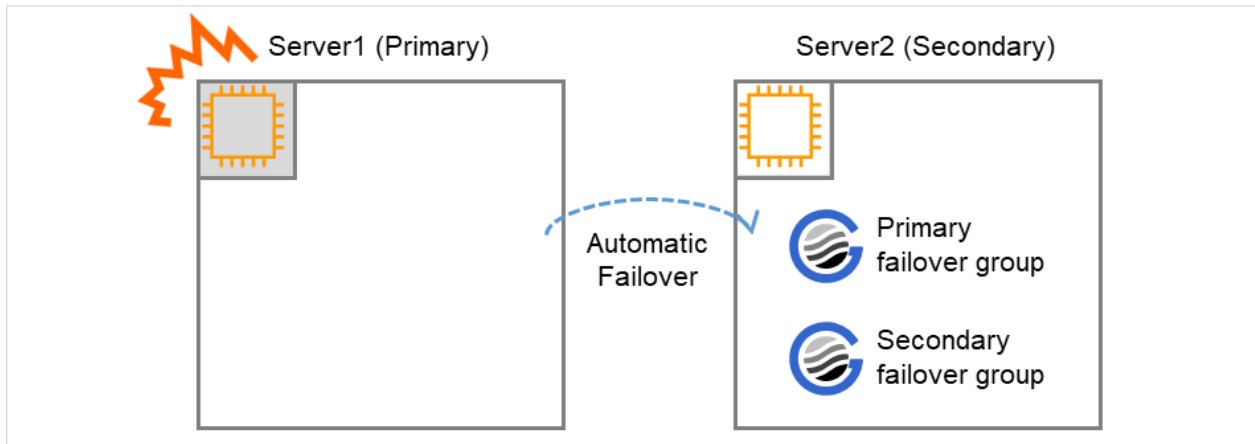 Server1 (Primary)
Server2 (Secondary)
Automatic
Failover
Primary
failover group
Secondary
failover group